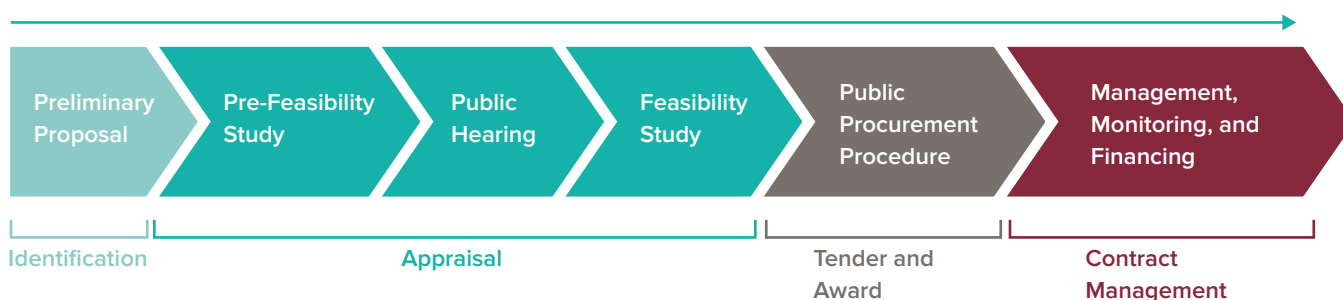 Preliminary
Proposal
Pre-Feasibility
Study
Public
Hearing
Feasibility
Study
Public
Procurement
Procedure
Management,
Monitoring, and
Financing
Identification
Appraisal
Tender and
Award
Contract
Management